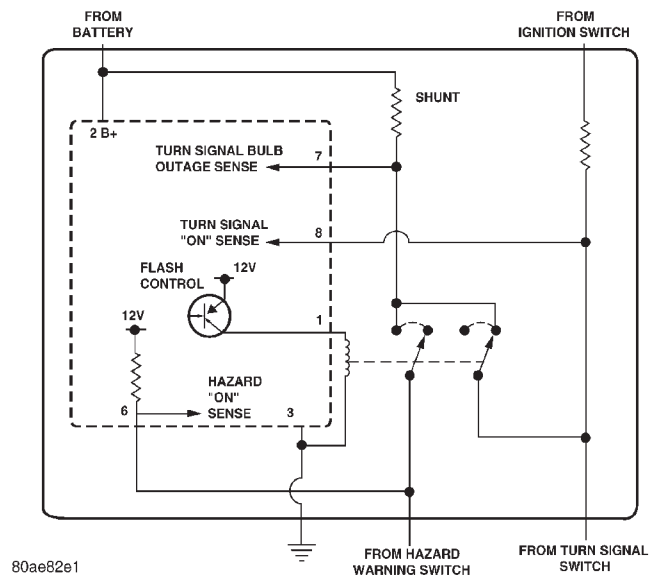 FROM
BATTERY
FROM
IGNITION SWITCH
SHUNT
2 B+
TURN SIGNAL BULB
OUTAGE SENSE
7
TURN SIGNAL
"ON" SENSE
8
FLASH
CONTROL
12V
12V
1
HAZARD
"ON"
SENSE
6
3
FROM HAZARD
WARNING SWITCH
FROM TURN SIGNAL
SWITCH
80ae82e1